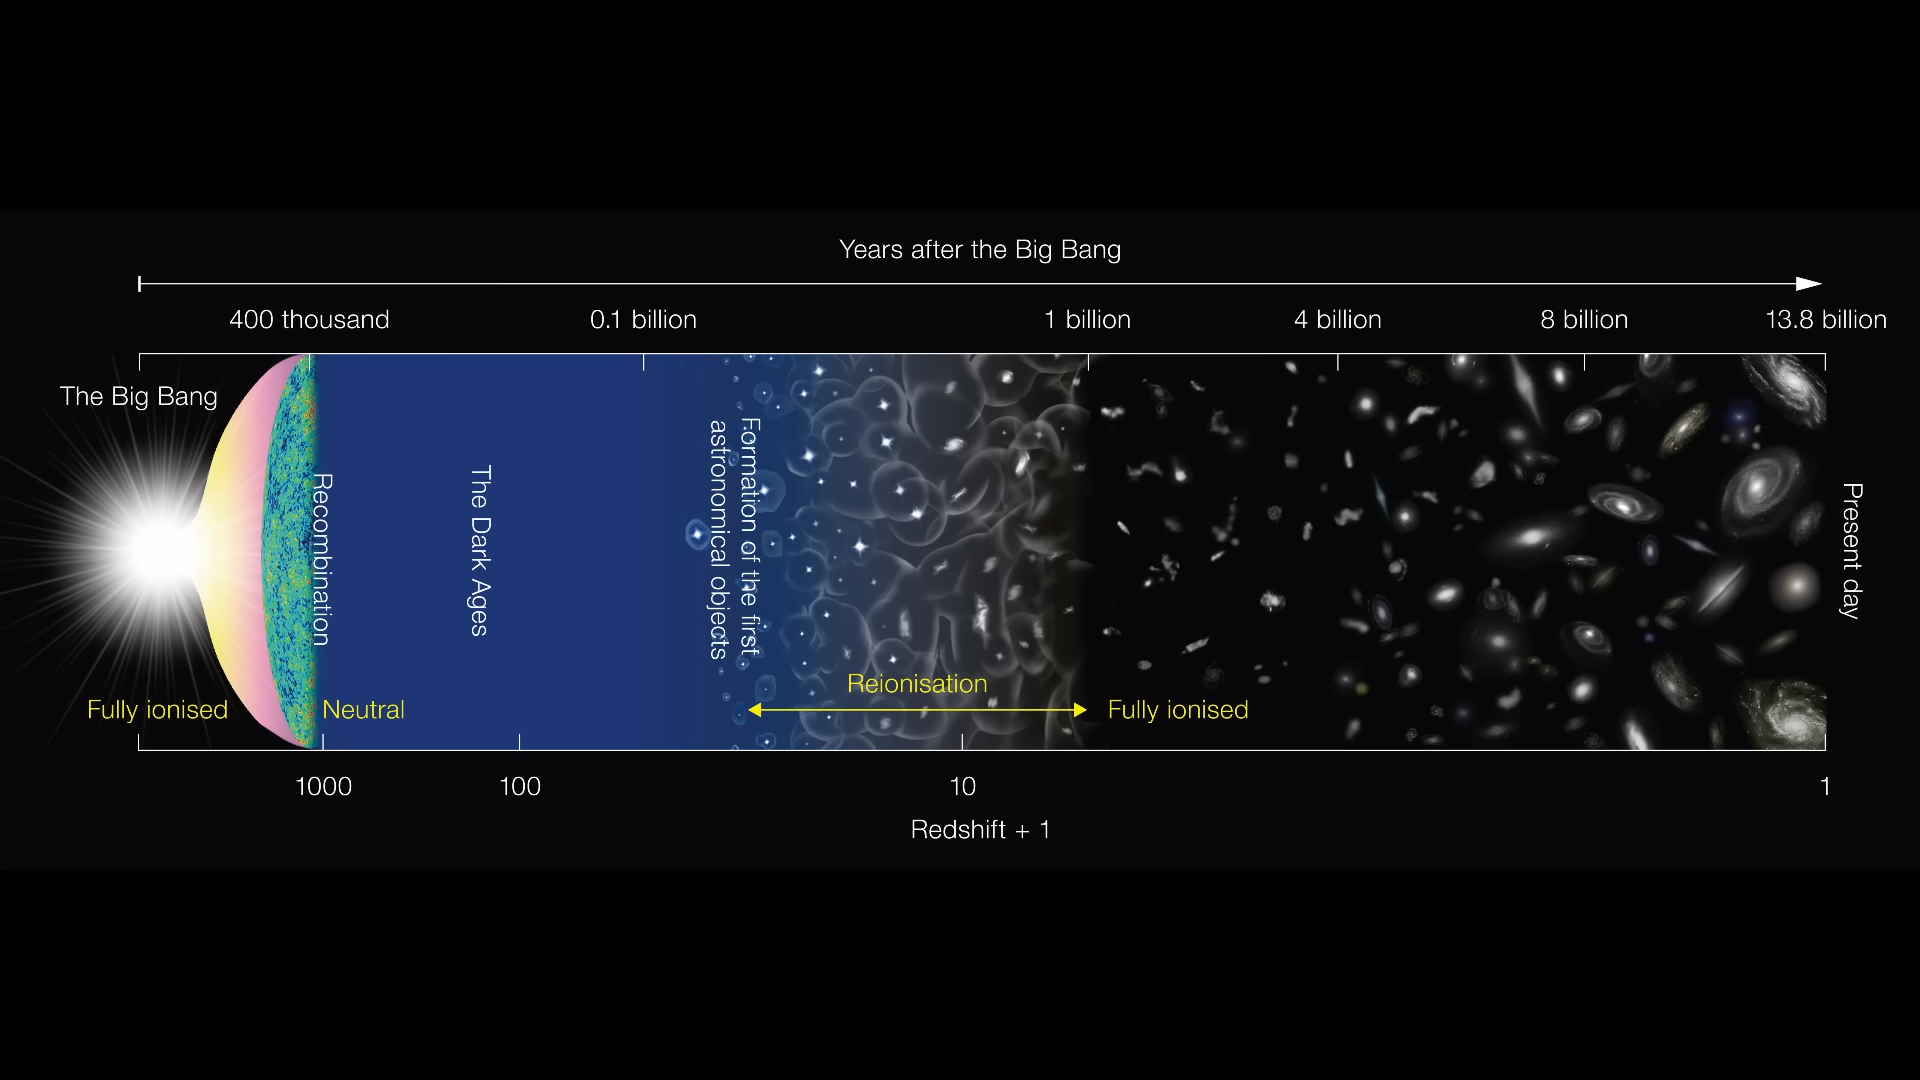 Years after the Big Bang
400 thousand
0.1 billion
1 billion
4 billion
8 billion
13.8 billion
The Big Bang
Recombination
The Dark Ages
Formation of the first
astronomical objects
Present day
Reionisation
Fully ionised
Neutral
Fully ionised
1000
100
10
1
Redshift + 1